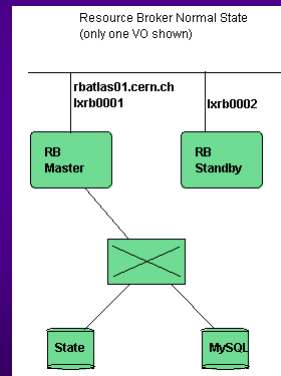 Resource Broker Normal State
(only one VO shown)
rbatlas01.cern.ch
lxrb0001
lxrb0002
RB
Master
RB
Standby
State
MySQL